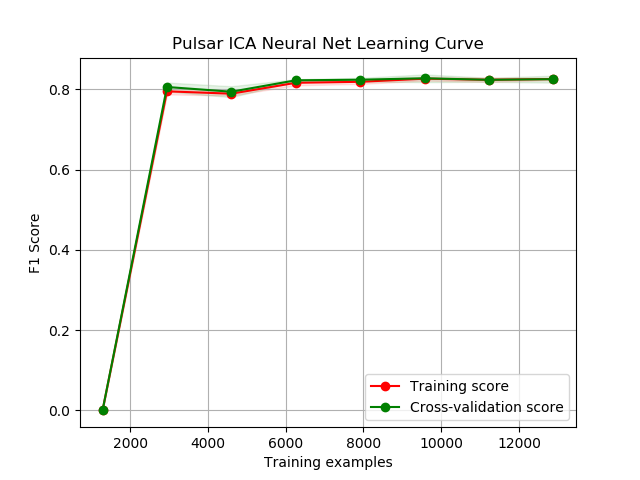 Pulsar ICA Neural Net Learning Curve
F1 Score
0.8
0.6
0.4
0.2
0.0
2000 4000 6000 8000 10000 12000
Training examples
Training score
Cross-validation score